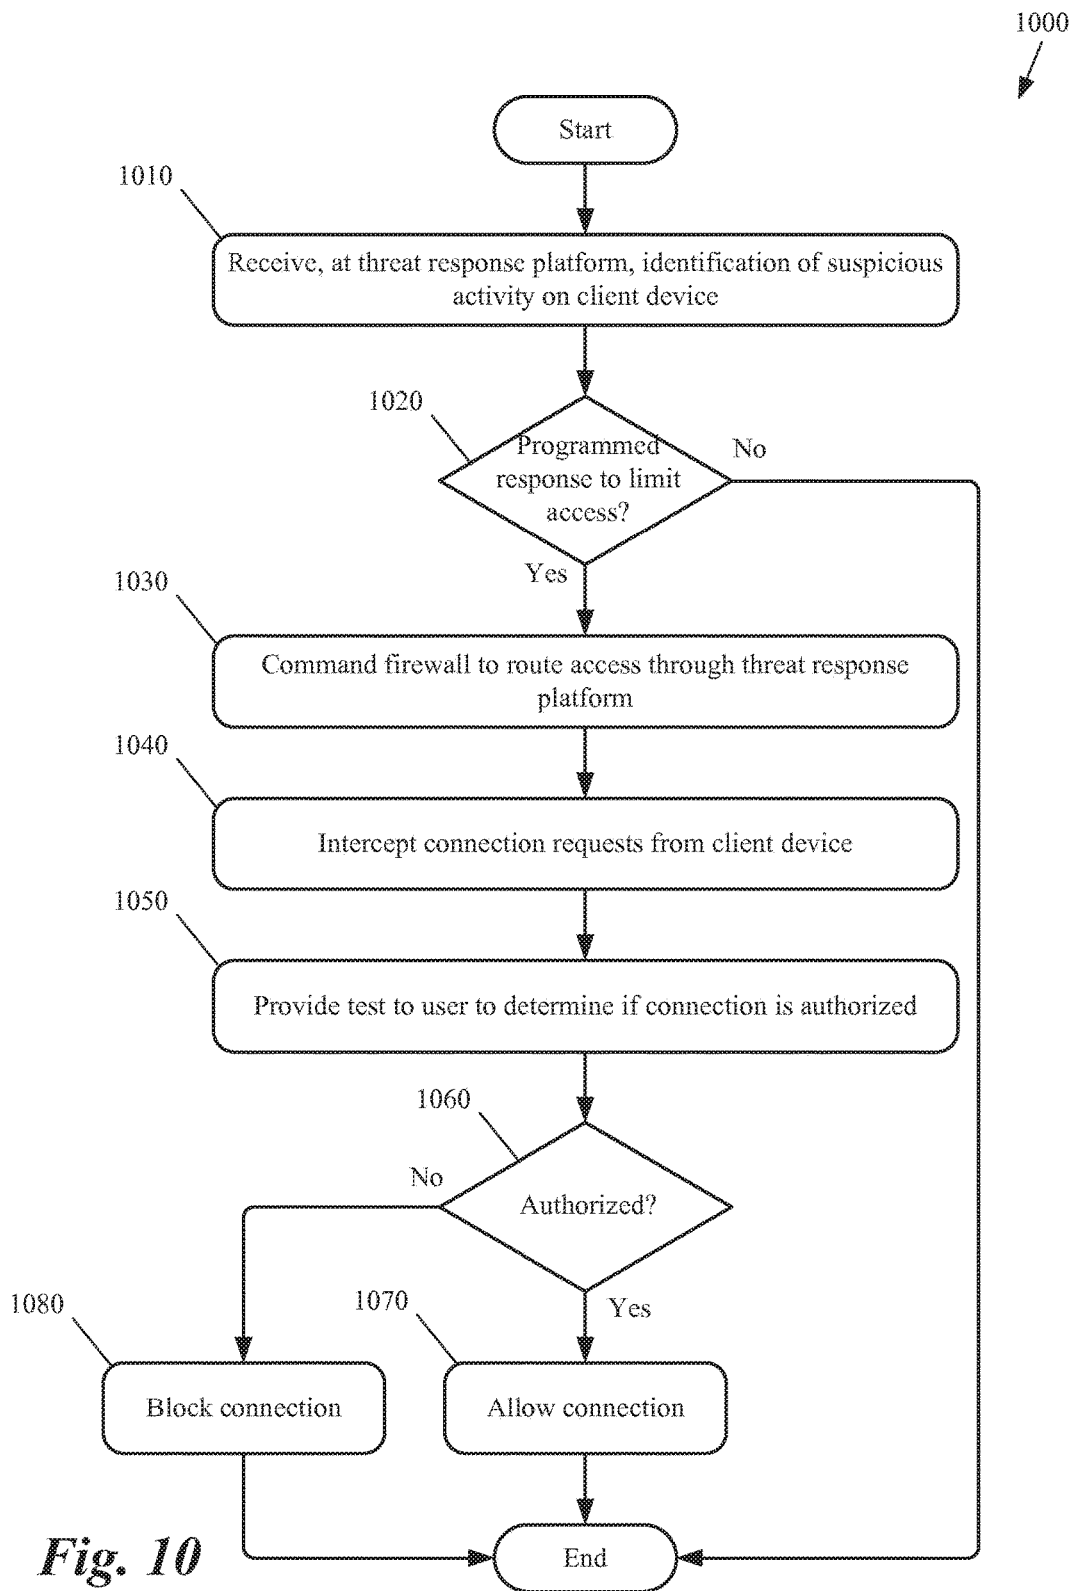 1000
Start
1010
Receive, at threat response platform, identification of suspicious
activity on client device
1020
Programmed
response to limit
access?
No
Yes
1030
Command firewall to route access through threat response
platform
1040
Intercept connection requests from client device
1050
Provide test to user to determine if connection is authorized
1060
No
Authorized?
Yes
1080
1070
Block connection
Allow connection
End
Fig. 10